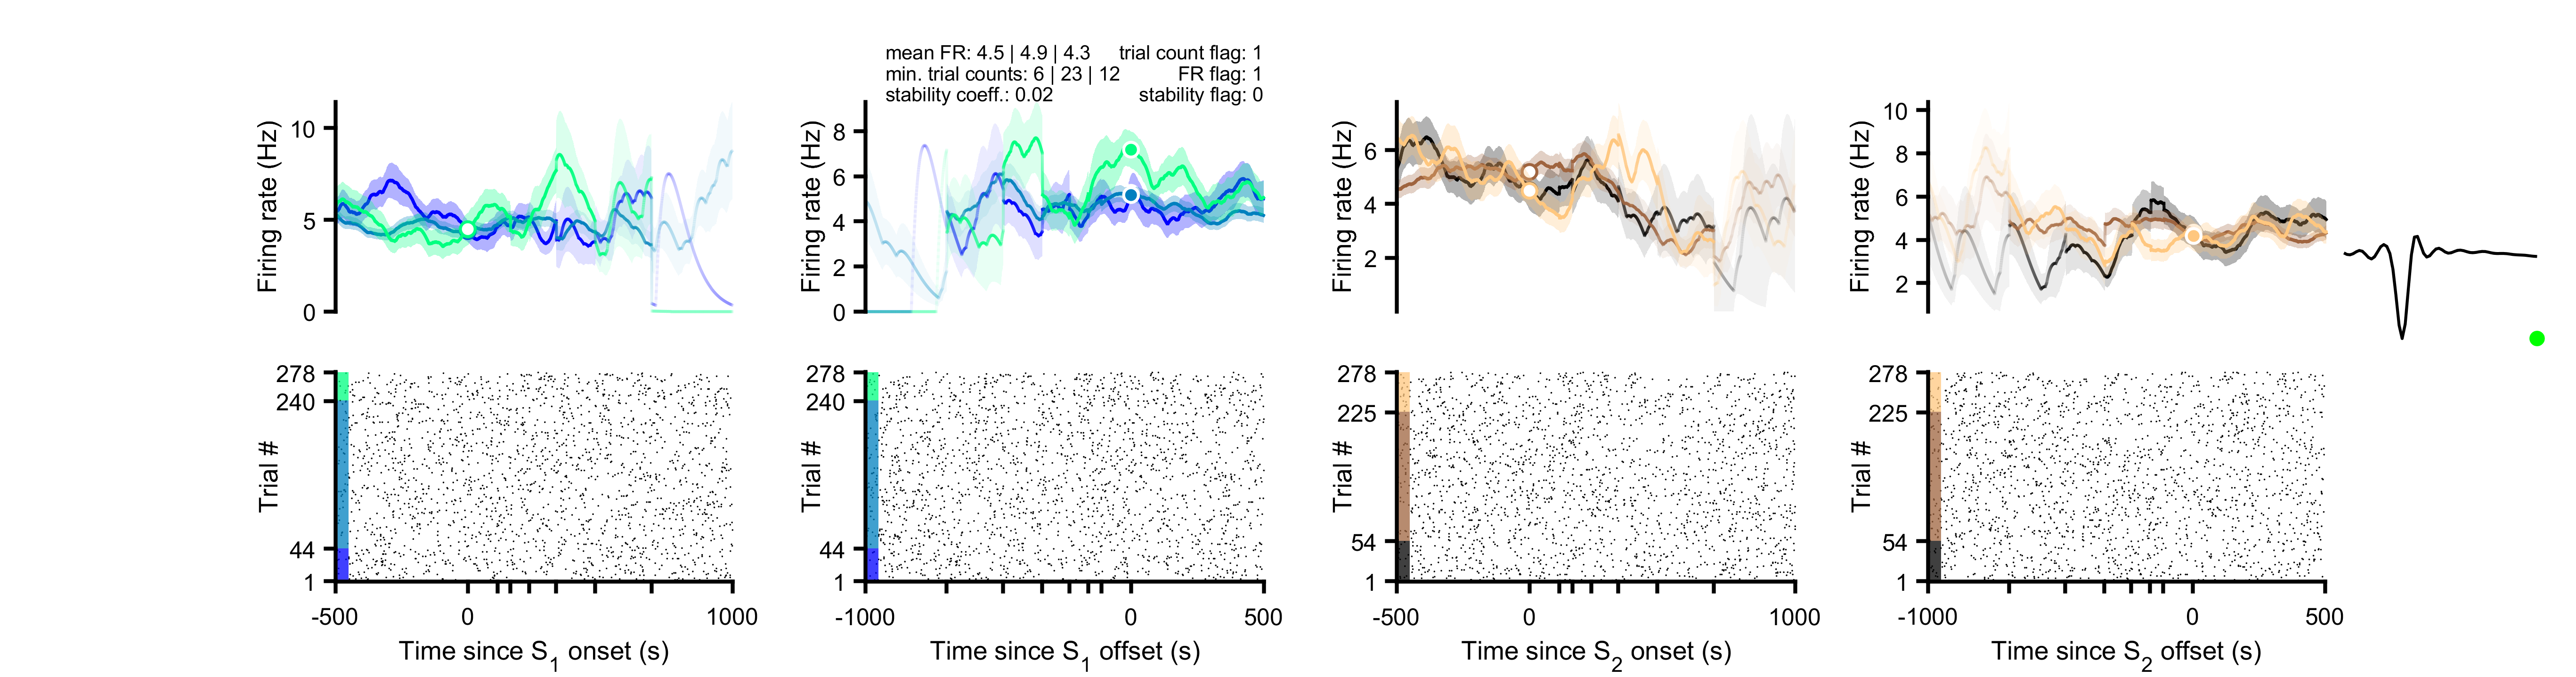 mean FR: 4.5 | 4.9 | 4.3 trial count flag: 1
min. trial counts: 6 | 23 | 12 FR flag: 1
stability coeff.: 0.02 stability flag: 0
Firing rate (Hz)
10
5
0
Firing rate (Hz)
8
6
4
2
0
Firing rate (Hz)
6
4
2
Firing rate (Hz)
10
8
6
4
2
Trial #
278
240
44
1
-500 0 1000
Time since S1 onset (s)
Trial #
278
240
44
1
-1000 0 500
Time since S1 offset (s)
Trial #
278
225
54
1
-500 0 1000
Time since S2 onset (s)
Trial #
278
225
54
1
-1000 0 500
Time since S2 offset (s)